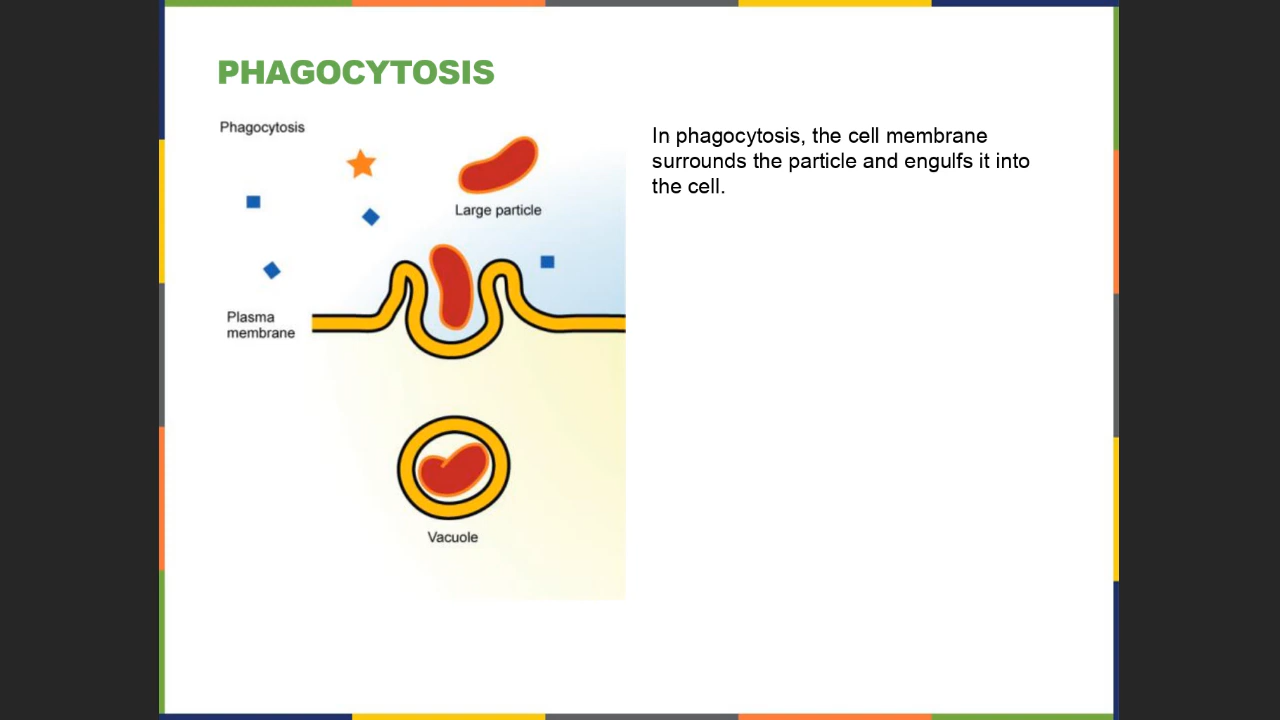 PHAGOCYTOSIS
Phagocytosis
Large particle
Plasma
membrane
Vacuole
In phagocytosis, the cell membrane
surrounds the particle and engulfs it into
the cell.